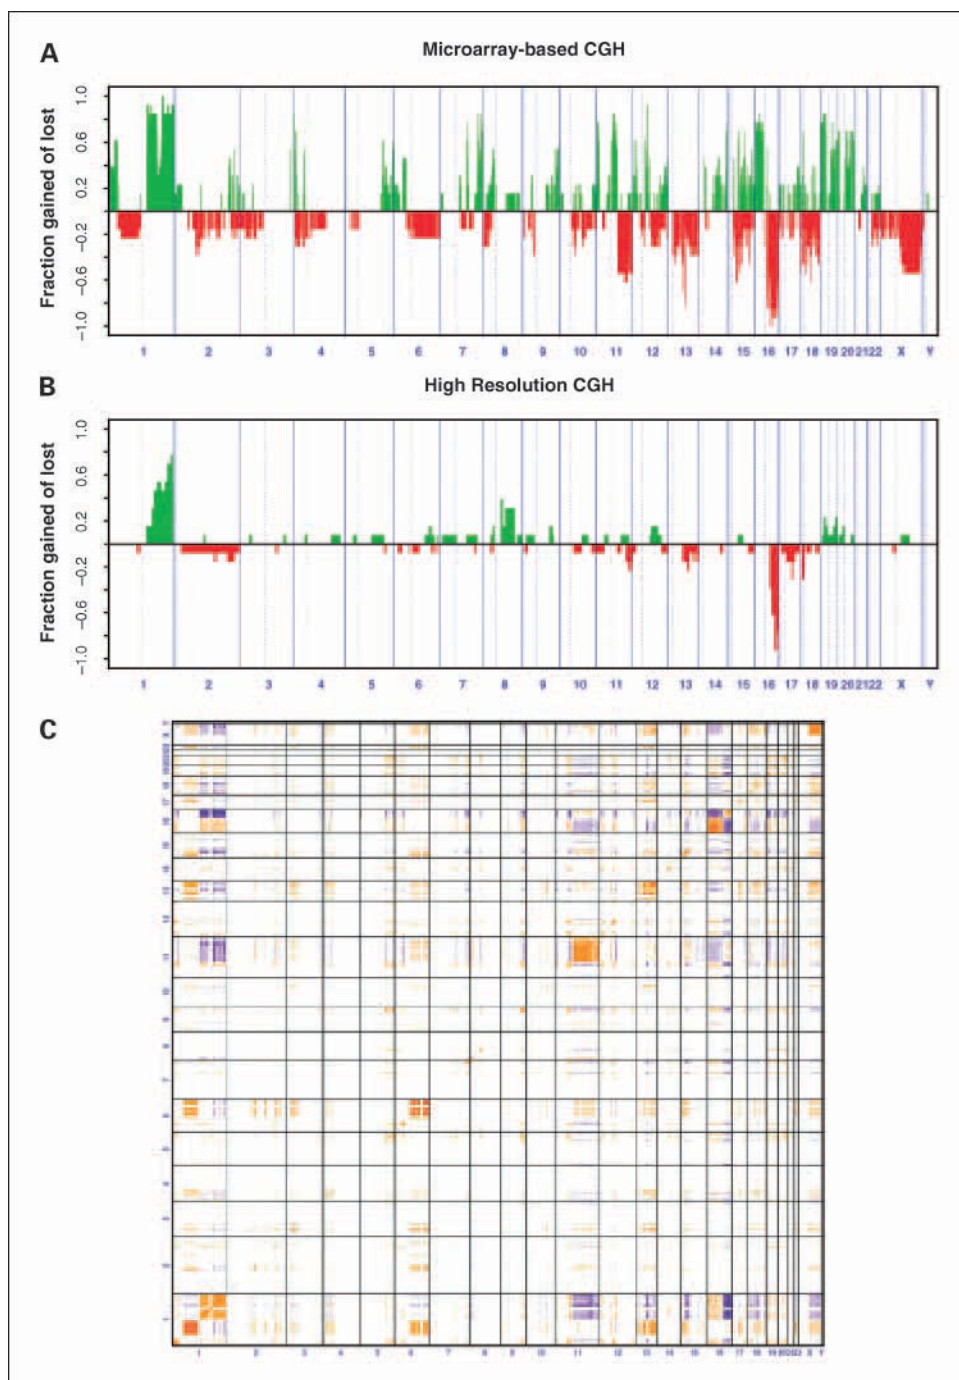 A
Microarray-based CGH
Fraction gained of lost
1.0
0.6
0.2
−0.2
−0.6
−1.0
1 2 3 4 5 6 7 8 9 10 11 12 13 14 15 16 17 18 19 20 21 22 X Y
B
High Resolution CGH
Fraction gained of lost
1.0
0.6
0.2
−0.2
−0.6
−1.0
1 2 3 4 5 6 7 8 9 10 11 12 13 14 15 16 17 18 19 20 21 22 X Y
C
1 2 3 4 5 6 7 8 9 10 11 12 13 14 15 16 17 18 19 X Y